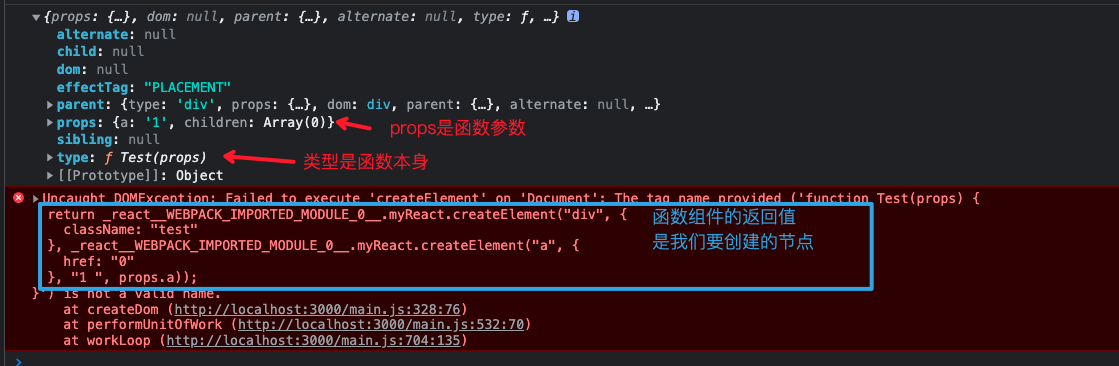 ▼{props: {…}, dom: null, parent: {…}, alternate: null, type: ƒ, …} i
alternate: null
child: null
dom: null
effectTag: "PLACEMENT"
▶parent: {type: 'div', props: {…}, dom: div, parent: {…}, alternate: null, …}
▶props: {a: '1', children: Array(0)} props是函数参数
sibling: null
▶type: ƒ Test(props) 类型是函数本身
▶[[Prototype]]: Object
▶Uncaught DOMException: Failed to execute 'createElement' on 'Document': The tag name provided ('function Test(props) {
return _react__WEBPACK_IMPORTED_MODULE_0__.myReact.createElement("div", { 函数组件的返回值
className: "test"
}, _react__WEBPACK_IMPORTED_MODULE_0__.myReact.createElement("a", { 是我们要创建的节点
href: "0"
}, "1 ", props.a));
}') is not a valid name.
at createDom (http://localhost:3000/main.js:328:76)
at performUnitOfWork (http://localhost:3000/main.js:532:70)
at workLoop (http://localhost:3000/main.js:704:135)
>